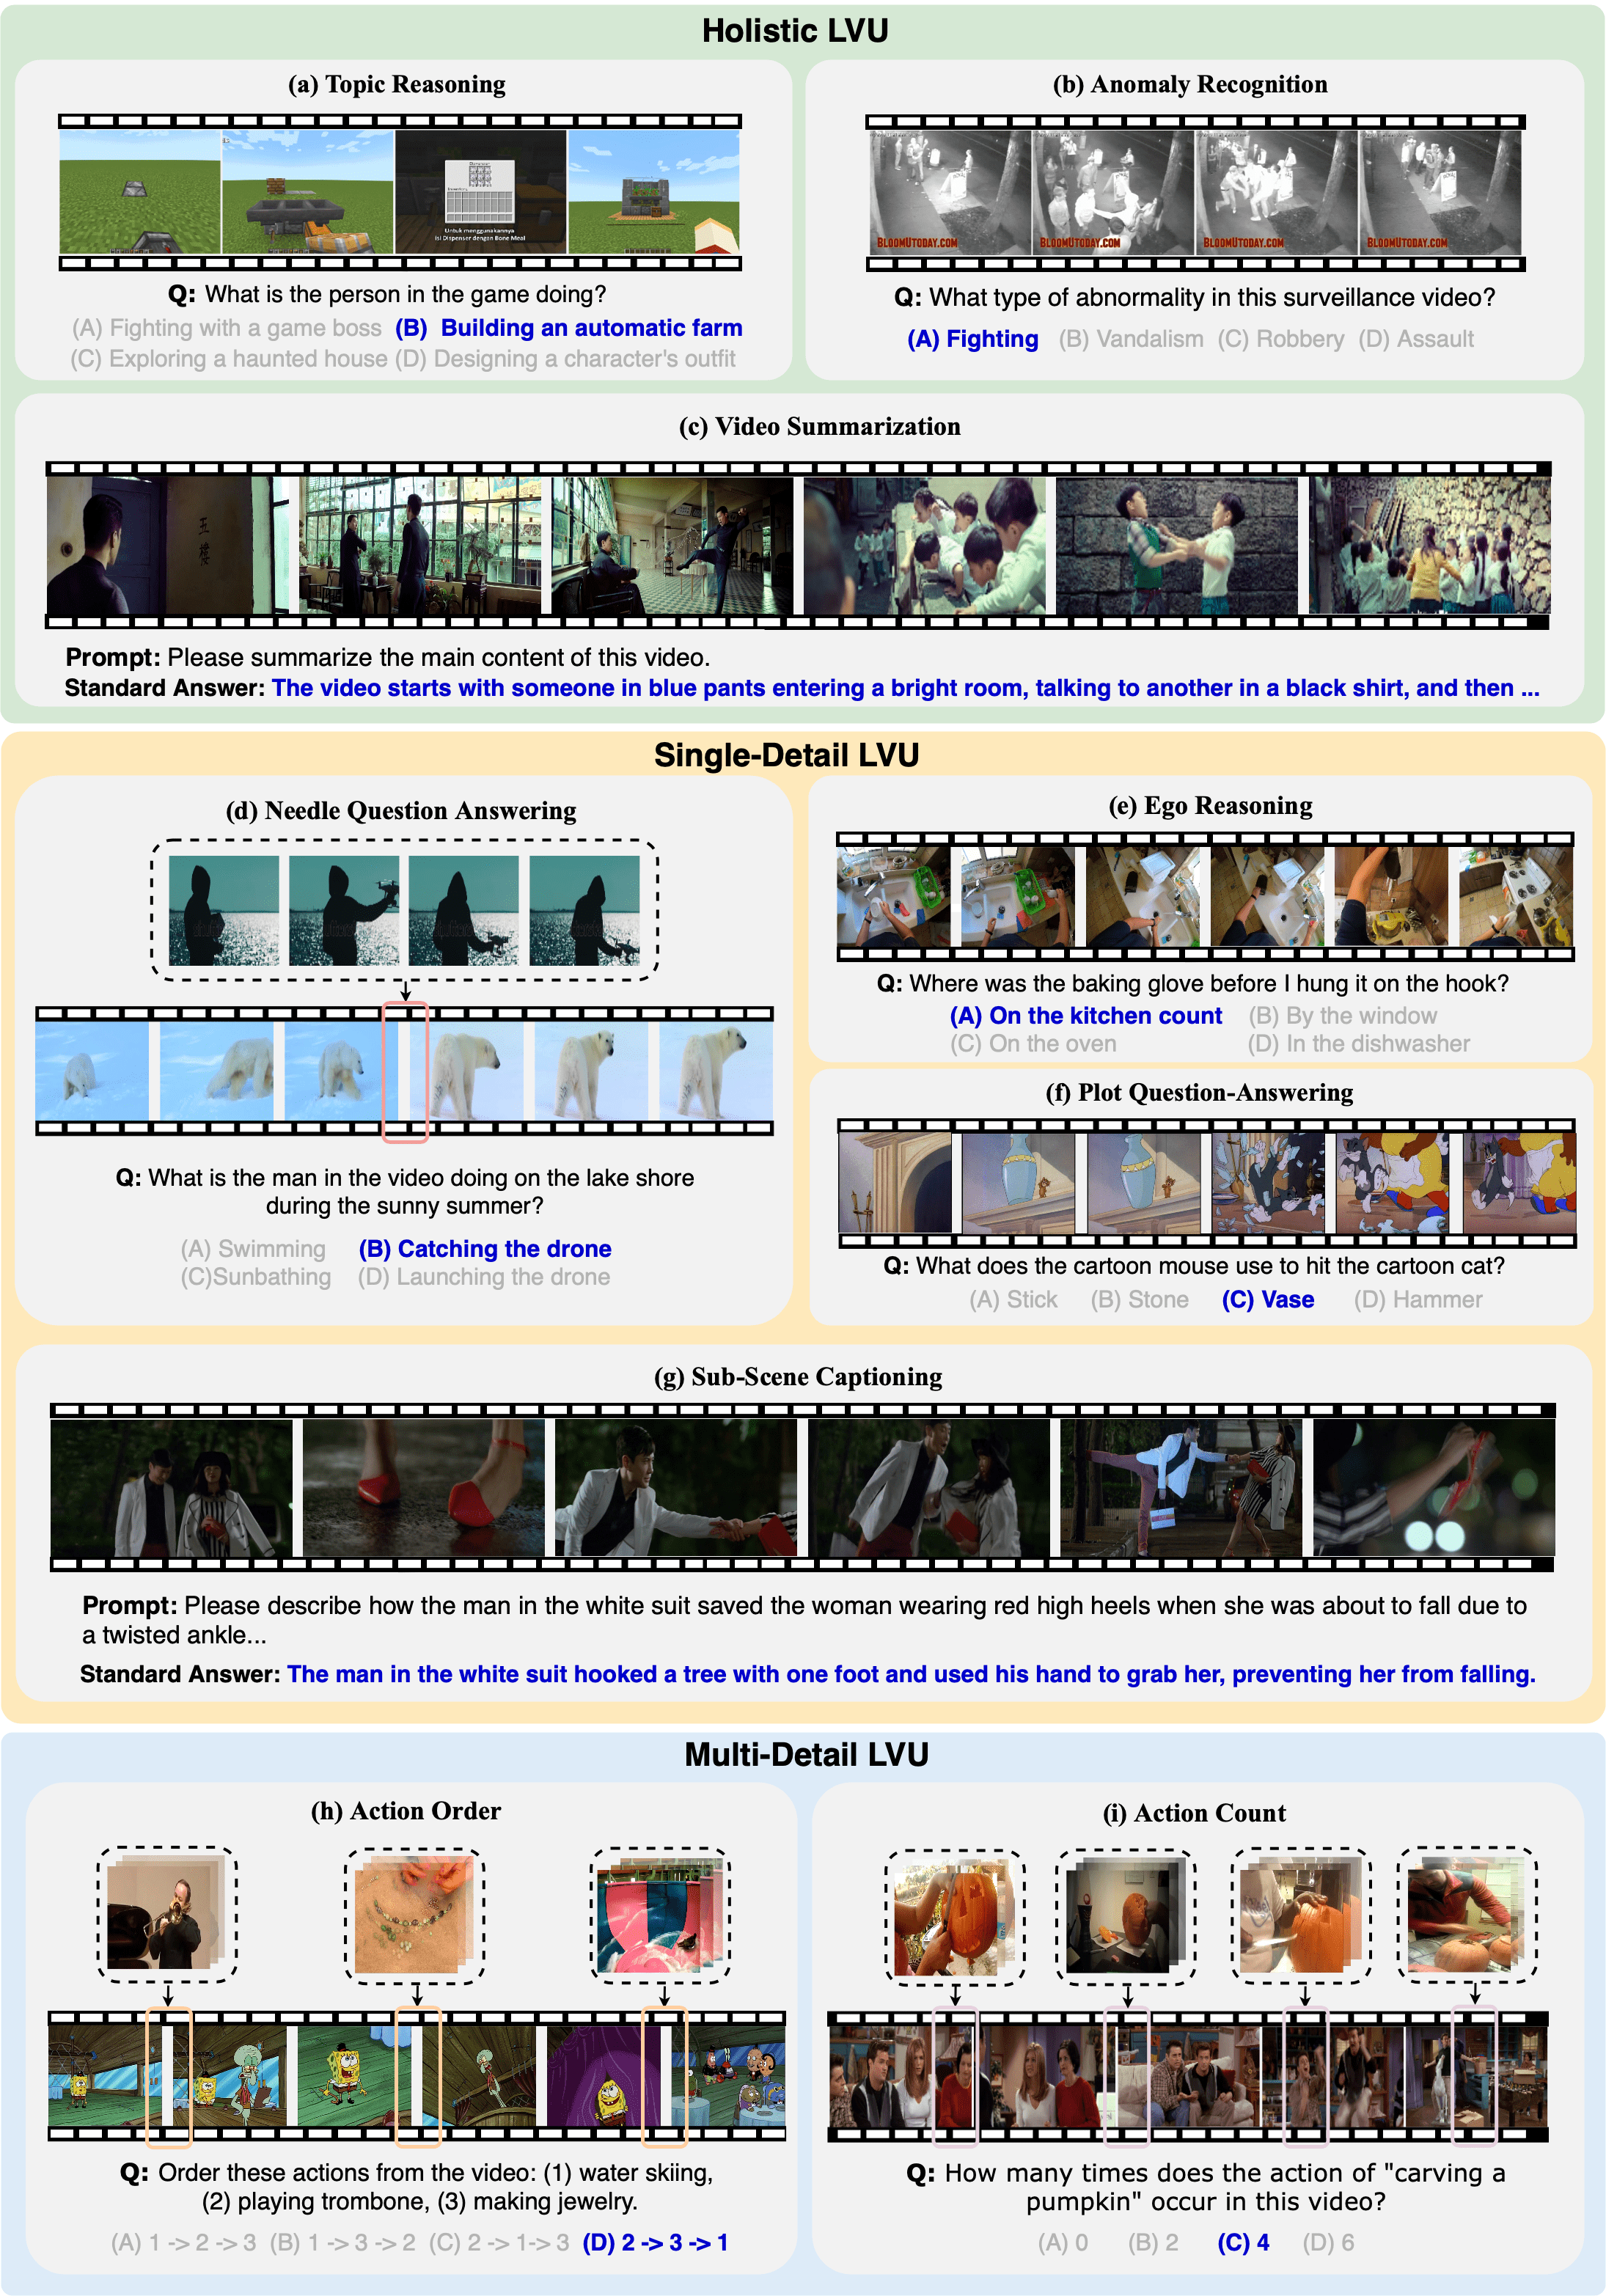 Holistic LVU
(a) Topic Reasoning
Untuk menggunakannya
isi Dispenser dengan Bone Meal
Q: What is the person in the game doing?
(A) Fighting with a game boss (B) Building an automatic farm
(C) Exploring a haunted house (D) Designing a character's outfit
(b) Anomaly Recognition
BLOOMUTODAY.COM
BLOOMUTODAY.COM
BLOOMUTODAY.COM
BLOOMUTODAY.COM
Q: What type of abnormality in this surveillance video?
(A) Fighting (B) Vandalism (C) Robbery (D) Assault
(c) Video Summarization
五樓
Prompt: Please summarize the main content of this video.
Standard Answer: The video starts with someone in blue pants entering a bright room, talking to another in a black shirt, and then ...
Single-Detail LVU
(d) Needle Question Answering
Q: What is the man in the video doing on the lake shore
during the sunny summer?
(A) Swimming (B) Catching the drone
(C)Sunbathing (D) Launching the drone
(e) Ego Reasoning
Q: Where was the baking glove before I hung it on the hook?
(A) On the kitchen count (B) By the window
(C) On the oven (D) In the dishwasher
(f) Plot Question-Answering
Q: What does the cartoon mouse use to hit the cartoon cat?
(A) Stick (B) Stone (C) Vase (D) Hammer
(g) Sub-Scene Captioning
Prompt: Please describe how the man in the white suit saved the woman wearing red high heels when she was about to fall due to
a twisted ankle...
Standard Answer: The man in the white suit hooked a tree with one foot and used his hand to grab her, preventing her from falling.
Multi-Detail LVU
(h) Action Order
Q: Order these actions from the video: (1) water skiing,
(2) playing trombone, (3) making jewelry.
(A) 1 -> 2 -> 3 (B) 1 -> 3 -> 2 (C) 2 -> 1-> 3 (D) 2 -> 3 -> 1
(i) Action Count
Q: How many times does the action of "carving a
pumpkin" occur in this video?
(A) 0 (B) 2 (C) 4 (D) 6